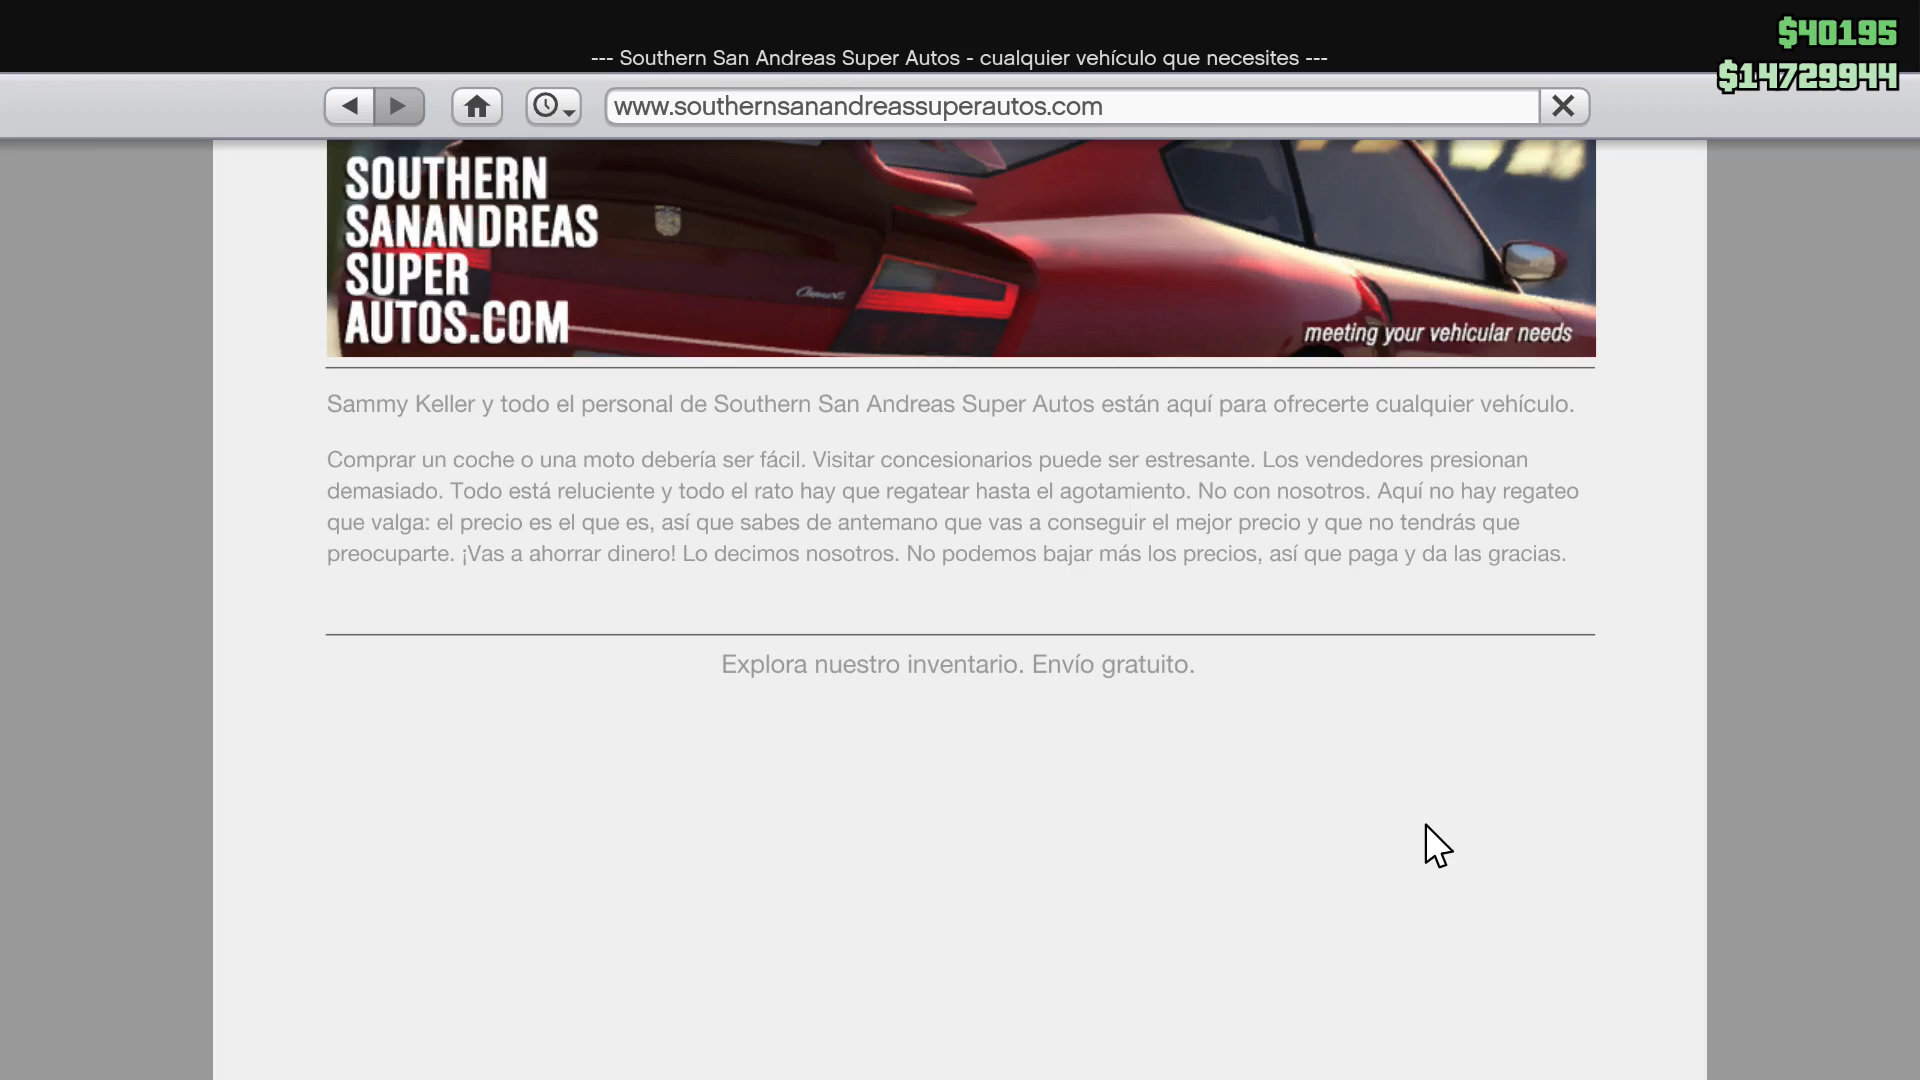 $40195
--- Southern San Andreas Super Autos - cualquier vehículo que necesites ---
$14729944
www.southernsanandreassuperautos.com
SOUTHERN
SANANDREAS
SUPER
AUTOS.COM
meeting your vehicular needs
Sammy Keller y todo el personal de Southern San Andreas Super Autos están aquí para ofrecerte cualquier vehículo.
Comprar un coche o una moto debería ser fácil. Visitar concesionarios puede ser estresante. Los vendedores presionan
demasiado. Todo está reluciente y todo el rato hay que regatear hasta el agotamiento. No con nosotros. Aquí no hay regateo
que valga: el precio es el que es, así que sabes de antemano que vas a conseguir el mejor precio y que no tendrás que
preocuparte. ¡Vas a ahorrar dinero! Lo decimos nosotros. No podemos bajar más los precios, así que paga y da las gracias.
Explora nuestro inventario. Envío gratuito.